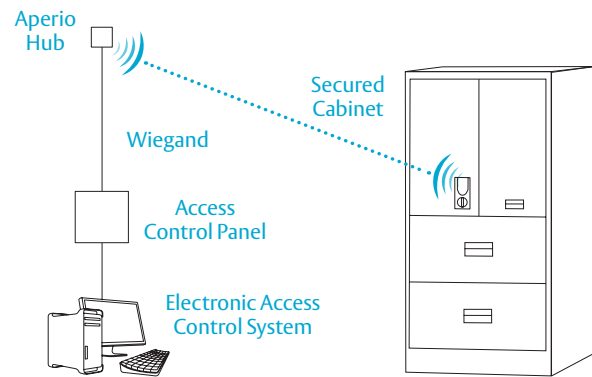 Aperio
Hub
Secured
Cabinet
Wiegand
Access
Control Panel
Electronic Access
Control System